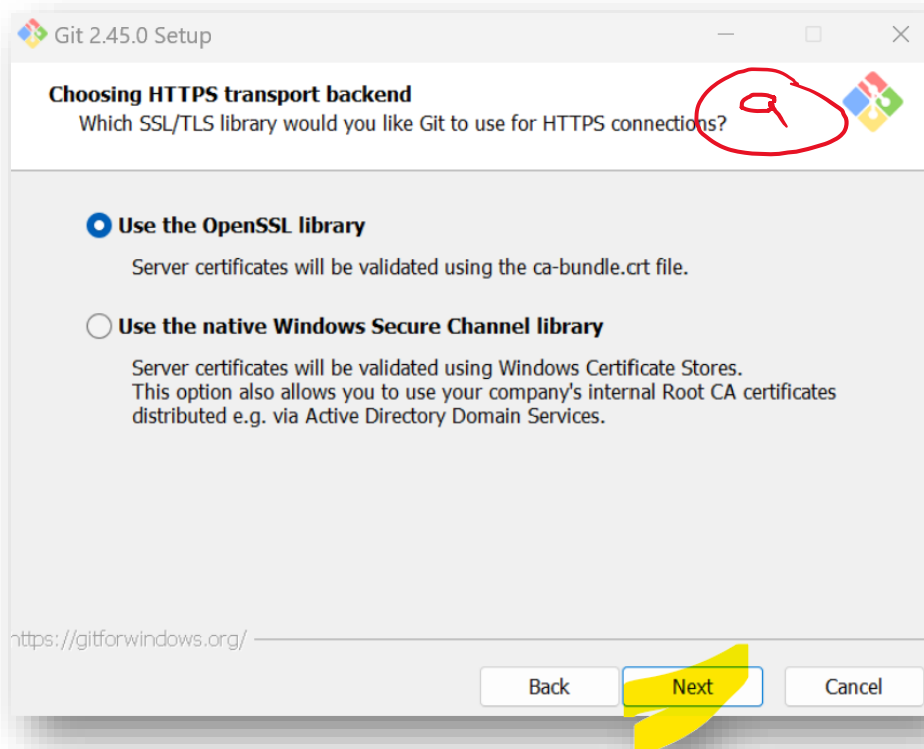 Git 2.45.0 Setup
Choosing HTTPS transport backend
Which SSL/TLS library would you like Git to use for HTTPS connections?
Use the OpenSSL library
Server certificates will be validated using the ca-bundle.crt file.
Use the native Windows Secure Channel library
Server certificates will be validated using Windows Certificate Stores.
This option also allows you to use your company's internal Root CA certificates
distributed e.g. via Active Directory Domain Services.
https://gitforwindows.org/
Back
Next
Cancel